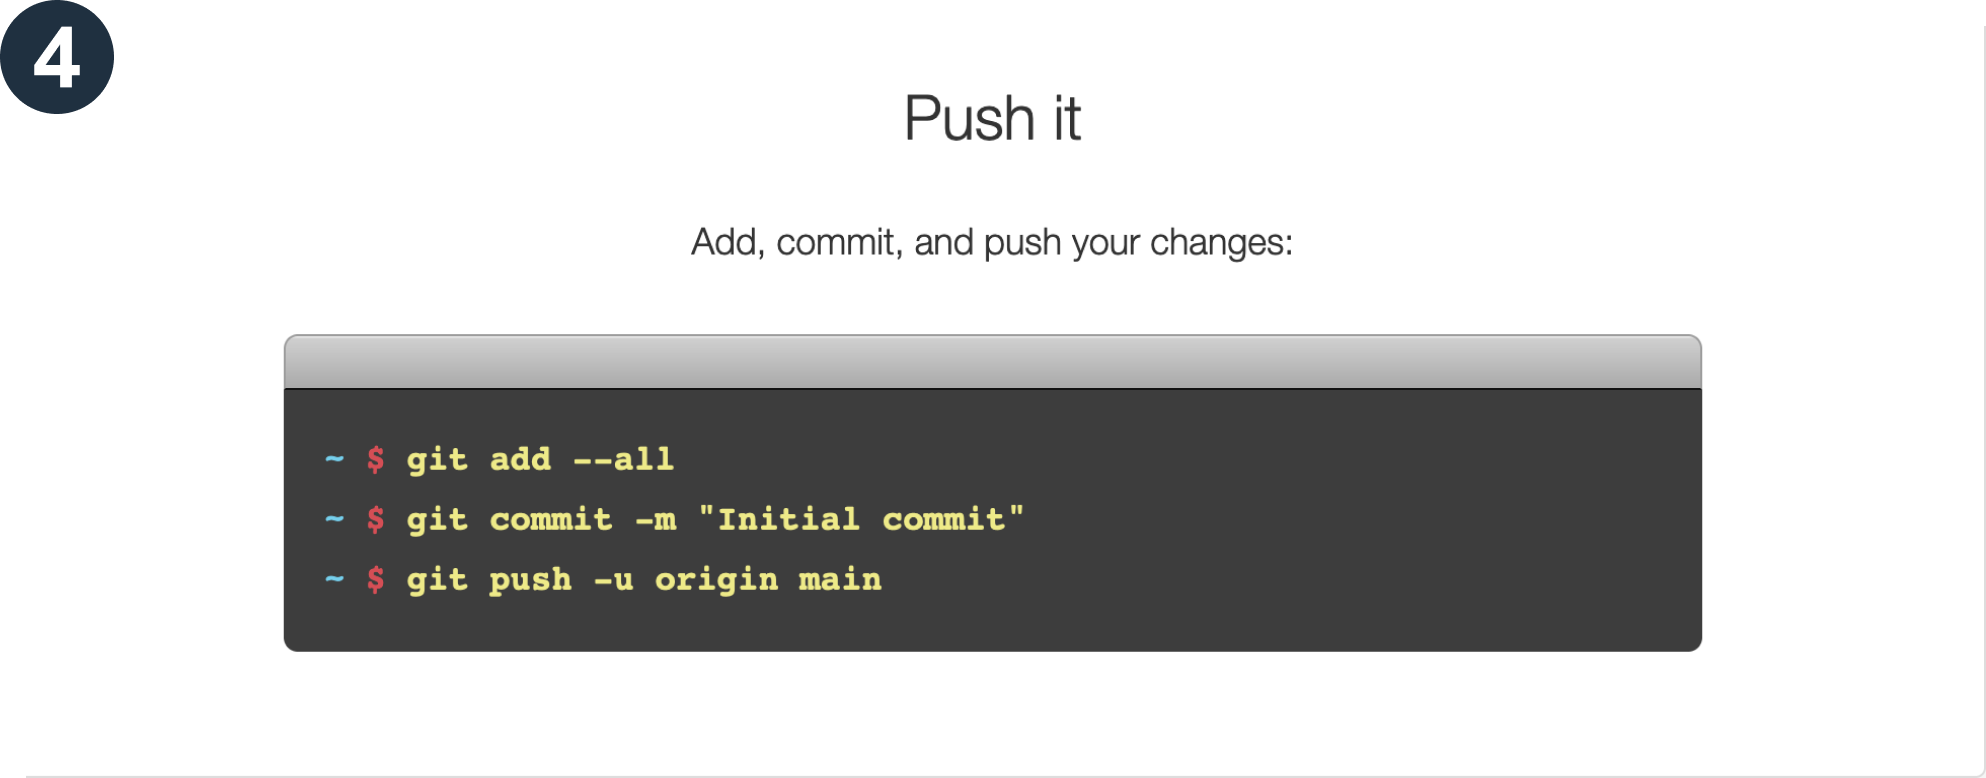 4
Push it
Add, commit, and push your changes:
~ $ git add --all
~ $ git commit -m "Initial commit"
~ $ git push -u origin main